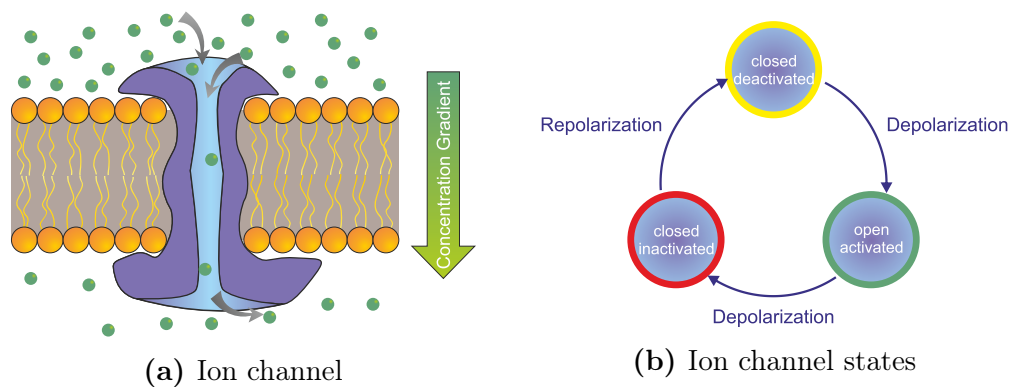 Concentration Gradient
(a) Ion channel
closed
deactivated
Repolarization
Depolarization
closed
inactivated
open
activated
Depolarization
(b) Ion channel states